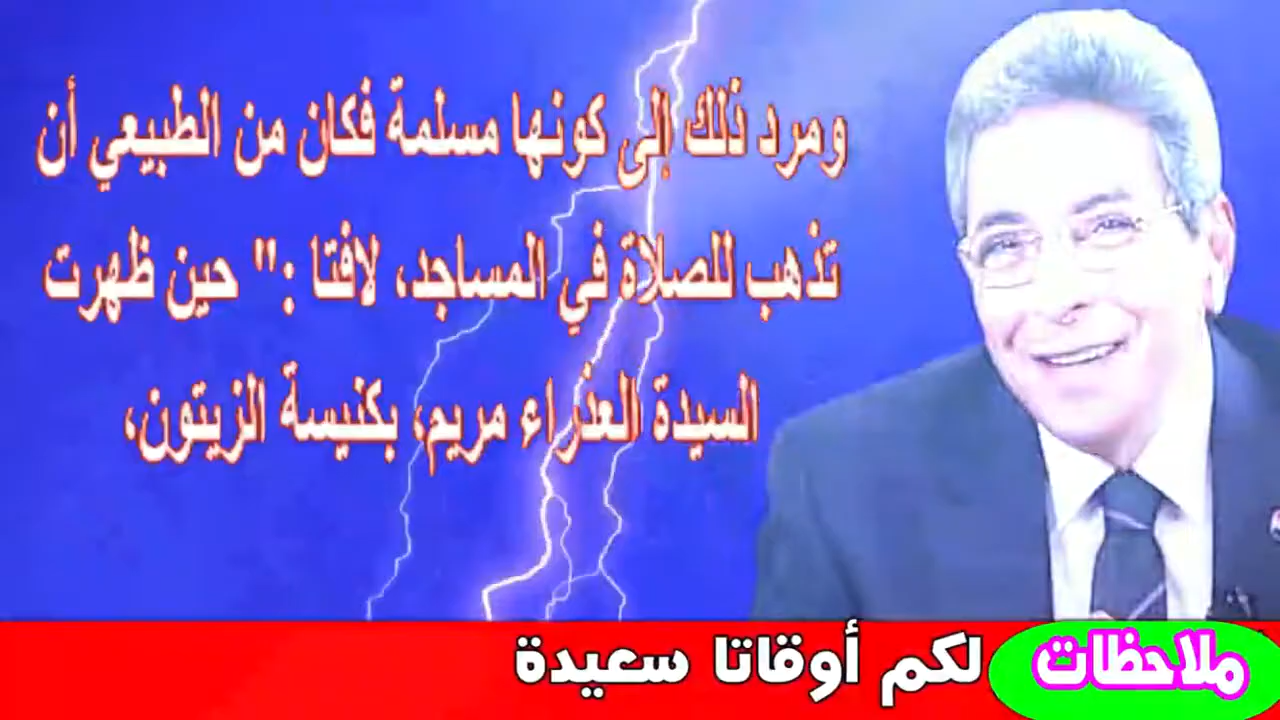 ومرد ذلك إلى كونها مسلمة فكان من الطبيعي أن
تذهب للصلاة في المساجد، لافتا :" حين ظهرت
السيدة العذراء مريم، بكنيسة الزيتون،
ملاحظات لكم أوقاتا سعيدة